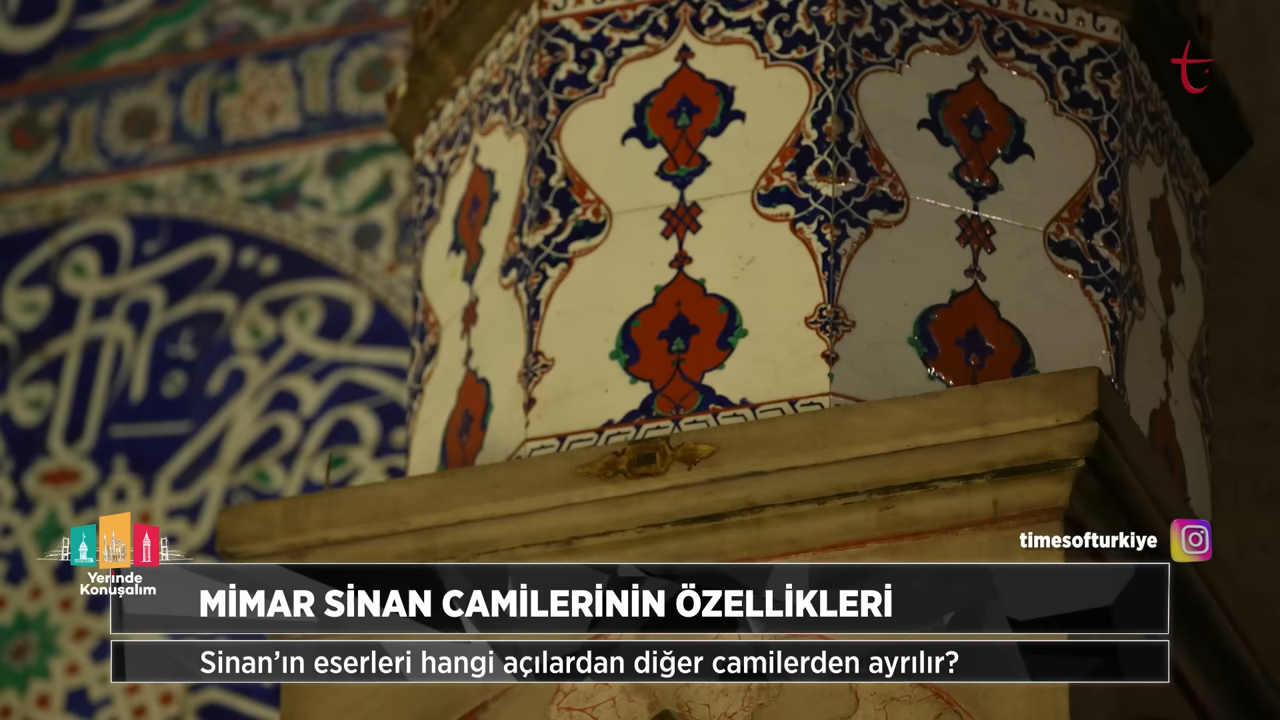 timesofturkiye
Yerinde
Konuşalım
MİMAR SİNAN CAMİLERİNİN ÖZELLİKLERİ
Sinan’ın eserleri hangi açılardan diğer camilerden ayrılır?